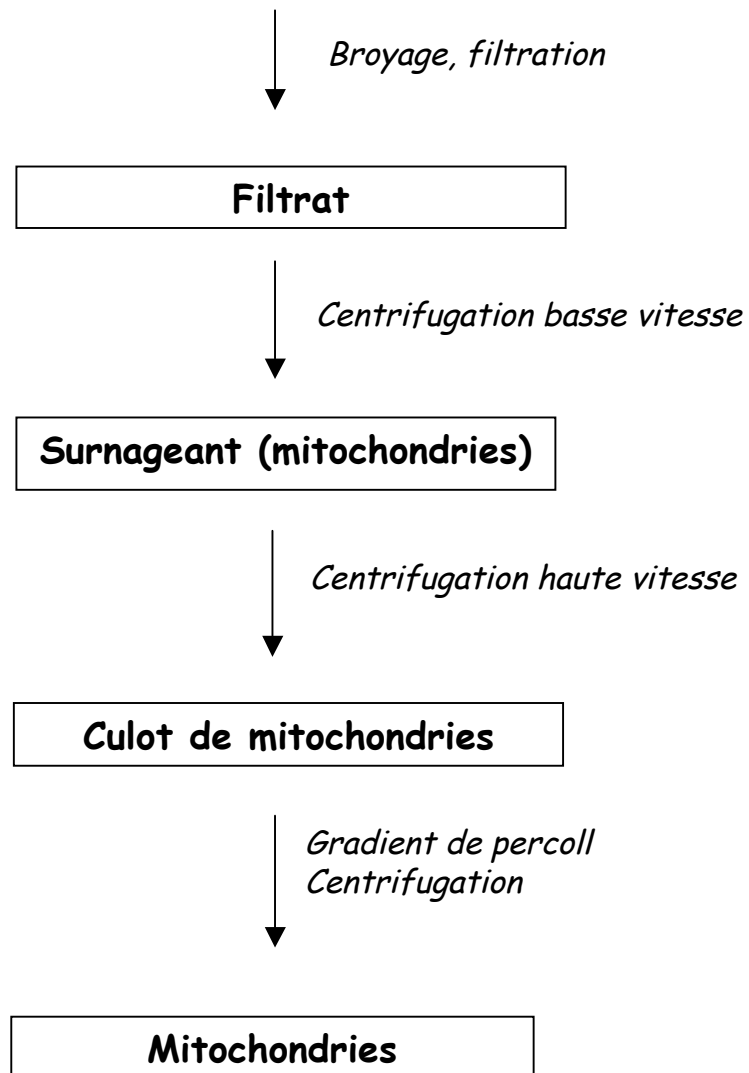 Broyage, filtration
Filtrat
Centrifugation basse vitesse
Surnageant (mitochondries)
Centrifugation haute vitesse
Culot de mitochondries
Gradient de percoll
Centrifugation
Mitochondries